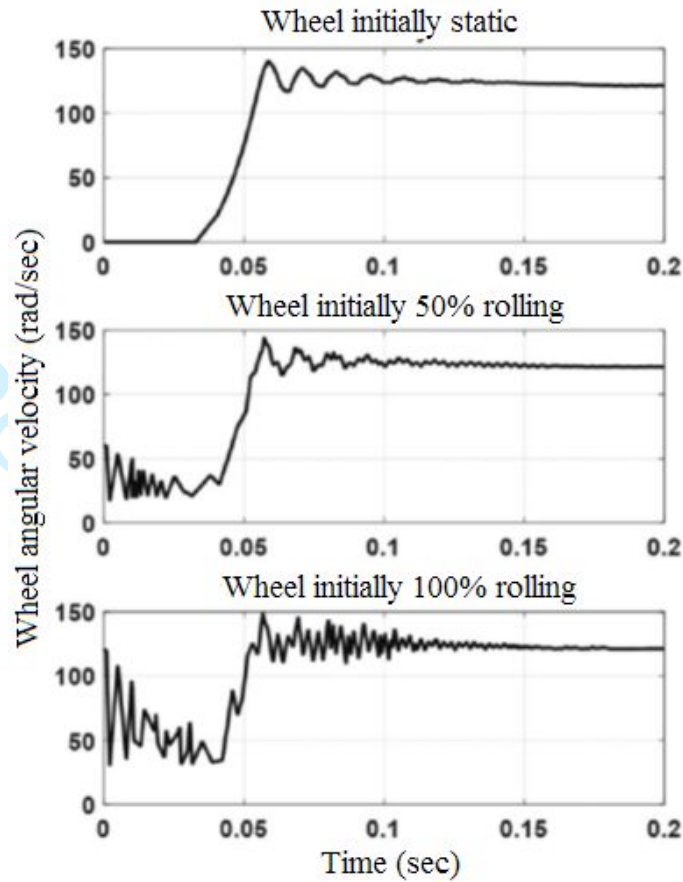 Wheel initially static
150
100
50
0
0 0.05 0.1 0.15 0.2
Wheel initially 50% rolling
150
100
50
0
0 0.05 0.1 0.15 0.2
Wheel initially 100% rolling
150
100
50
0
0 0.05 0.1 0.15 0.2
Time (sec)
Wheel angular velocity (rad/sec)